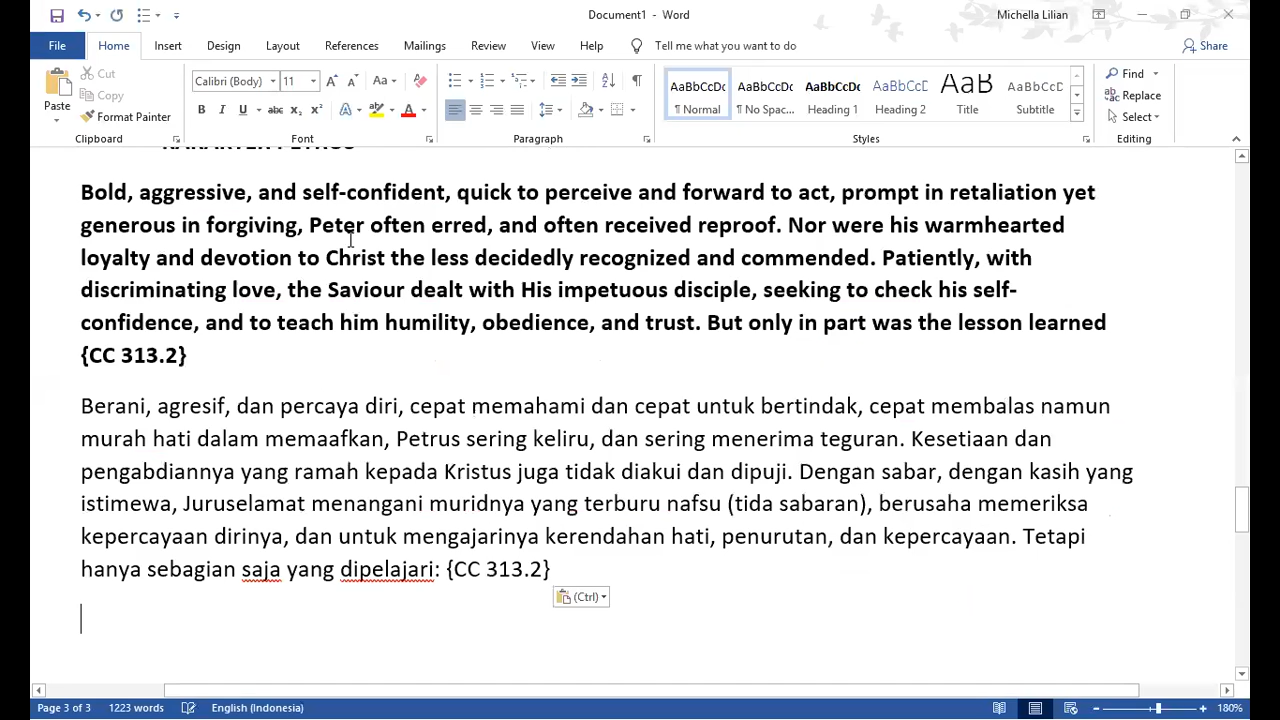 Document1 - Word
Michella Lilian
File Home Insert Design Layout References Mailings Review View Help Tell me what you want to do Share
Paste
Cut
Copy
Format Painter
Clipboard
Calibri (Body) 11
Font
Paragraph
AaBbCcDc AaBbCcDc AaBbCcDc AaBbCcD AaB AaBbCcD
¶ Normal ¶ No Spac... Heading 1 Heading 2 Title Subtitle
Styles
Find
Replace
Select
Editing
KARAKTER PETRUS
Bold, aggressive, and self-confident, quick to perceive and forward to act, prompt in retaliation yet
generous in forgiving, Peter often erred, and often received reproof. Nor were his warmhearted
loyalty and devotion to Christ the less decidedly recognized and commended. Patiently, with
discriminating love, the Saviour dealt with His impetuous disciple, seeking to check his self-
confidence, and to teach him humility, obedience, and trust. But only in part was the lesson learned
{CC 313.2}
Berani, agresif, dan percaya diri, cepat memahami dan cepat untuk bertindak, cepat membalas namun
murah hati dalam memaafkan, Petrus sering keliru, dan sering menerima teguran. Kesetiaan dan
pengabdiannya yang ramah kepada Kristus juga tidak diakui dan dipuji. Dengan sabar, dengan kasih yang
istimewa, Juruselamat menangani muridnya yang terburu nafsu (tida sabaran), berusaha memeriksa
kepercayaan dirinya, dan untuk mengajarinya kerendahan hati, penurutan, dan kepercayaan. Tetapi
hanya sebagian saja yang dipelajari: {CC 313.2}
(Ctrl)
Page 3 of 3 1223 words English (Indonesia) 180%